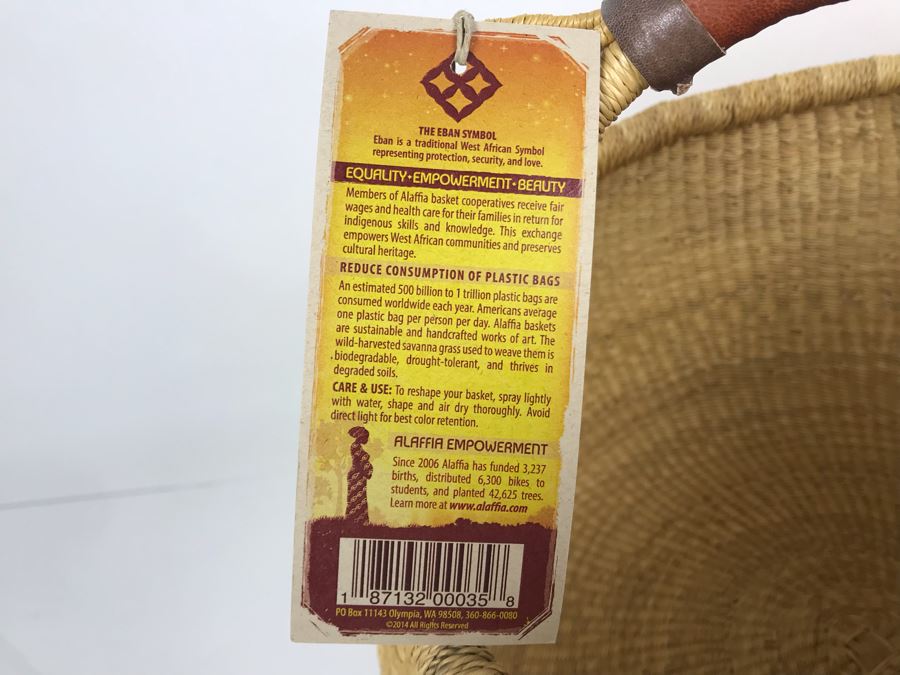 THE EBAN SYMBOL
Eban is a traditional West African Symbol
representing protection, security, and love.
EQUALITY • EMPOWERMENT • BEAUTY
Members of Alaffia basket cooperatives receive fair
wages and health care for their families in return for
indigenous skills and knowledge. This exchange
empowers West African communities and preserves
cultural heritage.
REDUCE CONSUMPTION OF PLASTIC BAGS
An estimated 500 billion to 1 trillion plastic bags are
consumed worldwide each year. Americans average
one plastic bag per person per day. Alaffia baskets
are sustainable and handcrafted works of art. The
wild-harvested savanna grass used to weave them is
biodegradable, drought-tolerant, and thrives in
degraded soils.
CARE & USE: To reshape your basket, spray lightly
with water, shape and air dry thoroughly. Avoid
direct light for best color retention.
ALAFFIA EMPOWERMENT
Since 2006 Alaffia has funded 3,237
births, distributed 6,300 bikes to
students, and planted 42,625 trees.
Learn more at www.alaffia.com
1 87132 00035 8
PO Box 11143 Olympia, WA 98508, 360-866-0080
©2014 All Rights Reserved